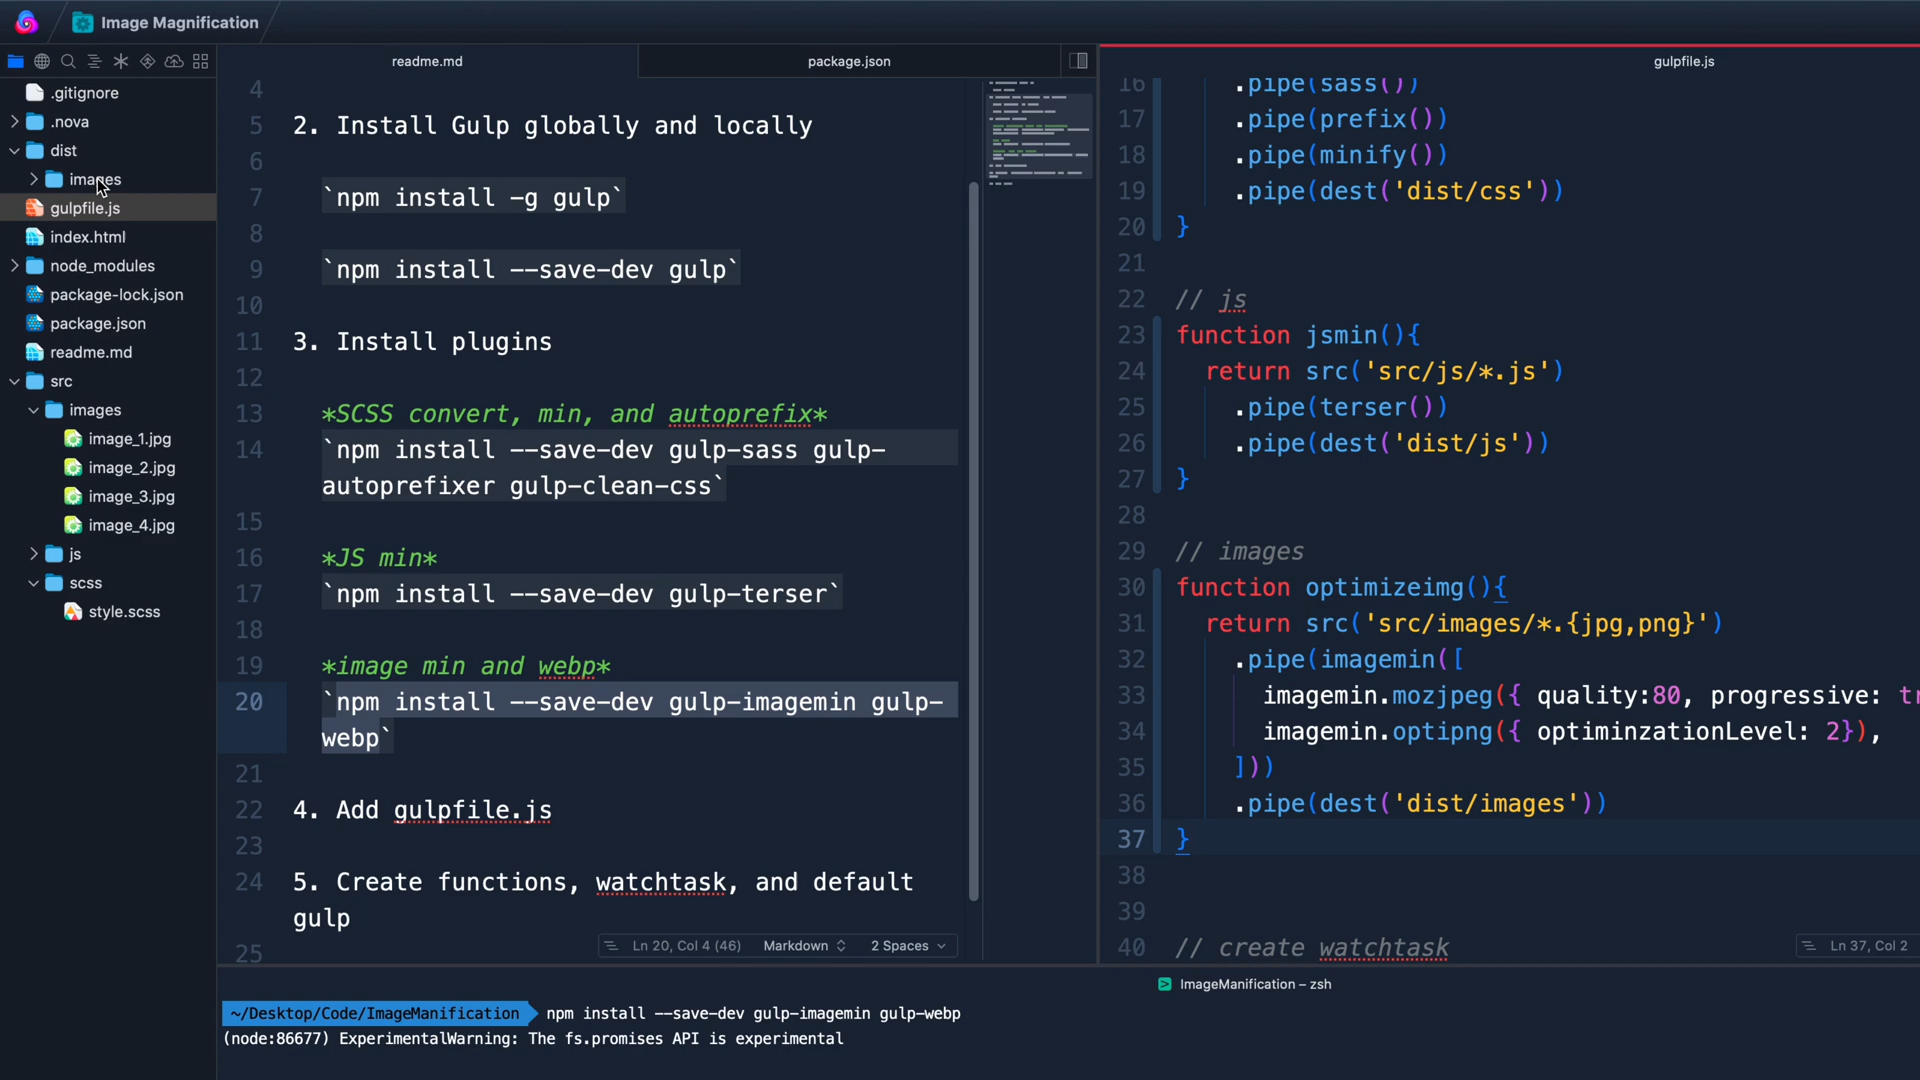 Image Magnification
.gitignore
.nova
dist
images
gulpfile.js
index.html
node_modules
package-lock.json
package.json
readme.md
src
images
image_1.jpg
image_2.jpg
image_3.jpg
image_4.jpg
js
scss
style.scss
readme.md
package.json
4
5 2. Install Gulp globally and locally
6
7 `npm install -g gulp`
8
9 `npm install --save-dev gulp`
10
11 3. Install plugins
12
13 *SCSS convert, min, and autoprefix*
14 `npm install --save-dev gulp-sass gulp-
autoprefixer gulp-clean-css`
15
16 *JS min*
17 `npm install --save-dev gulp-terser`
18
19 *image min and webp*
20 `npm install --save-dev gulp-imagemin gulp-
webp`
21
22 4. Add gulpfile.js
23
24 5. Create functions, watchtask, and default
gulp
25
Ln 20, Col 4 (46) Markdown 2 Spaces
gulpfile.js
16 .pipe(sass())
17 .pipe(prefix())
18 .pipe(minify())
19 .pipe(dest('dist/css'))
20 }
21
22 // js
23 function jsmin(){
24 return src('src/js/*.js')
25 .pipe(terser())
26 .pipe(dest('dist/js'))
27 }
28
29 // images
30 function optimizeimg(){
31 return src('src/images/*.{jpg,png}')
32 .pipe(imagemin([
33 imagemin.mozjpeg({ quality:80, progressive: tr
34 imagemin.optipng({ optiminzationLevel: 2}),
35 ]))
36 .pipe(dest('dist/images'))
37 }
38
39
40 // create watchtask
Ln 37, Col 2
ImageManification – zsh
~/Desktop/Code/ImageManification npm install --save-dev gulp-imagemin gulp-webp
(node:86677) ExperimentalWarning: The fs.promises API is experimental